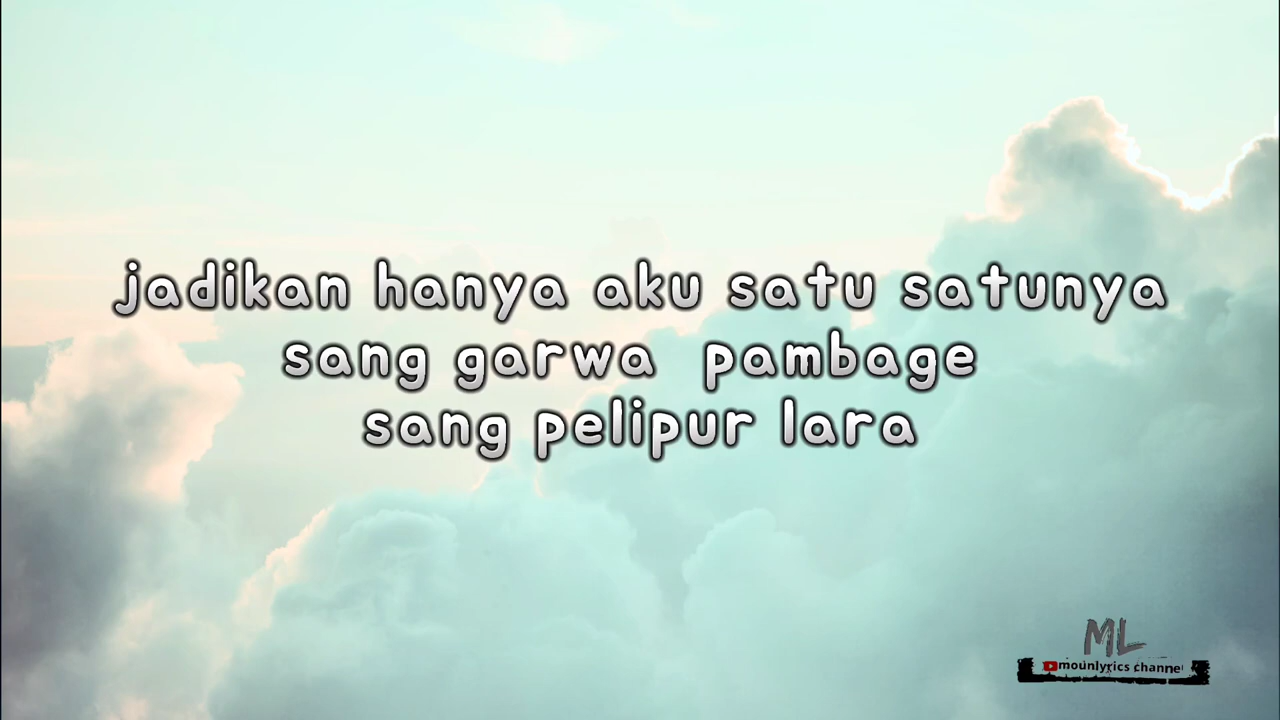 jadikan hanya aku satu satunya
sang garwa pambage
sang pelipur lara
ML
mounlyrics channel